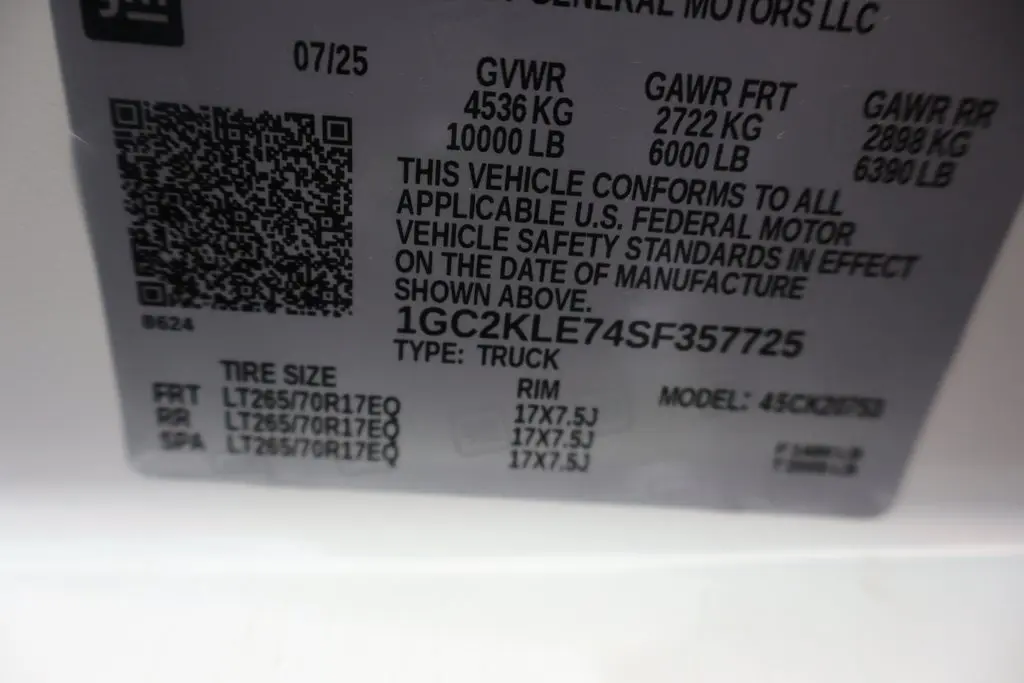 gm
GENERAL MOTORS LLC
07/25
GVWR GAWR FRT GAWR RR
4536 KG 2722 KG 2898 KG
10000 LB 6000 LB 6390 LB
THIS VEHICLE CONFORMS TO ALL
APPLICABLE U.S. FEDERAL MOTOR
VEHICLE SAFETY STANDARDS IN EFFECT
ON THE DATE OF MANUFACTURE
SHOWN ABOVE.
B624
1GC2KLE74SF357725
TYPE: TRUCK
TIRE SIZE RIM MODEL:
FRT LT265/70R17EQ 17X7.5J
RR LT265/70R17EQ 17X7.5J
SPA LT265/70R17EQ 17X7.5J